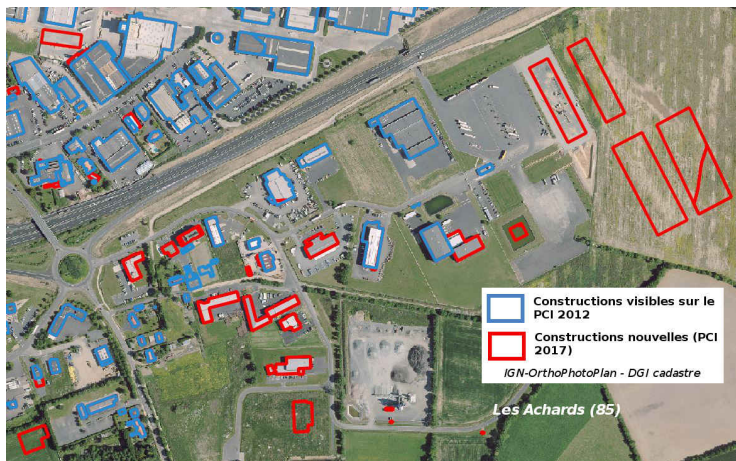 Constructions visibles sur le
PCI 2012
Constructions nouvelles (PCI
2017)
IGN-OrthoPhotoPlan - DGI cadastre
Les Achards (85)